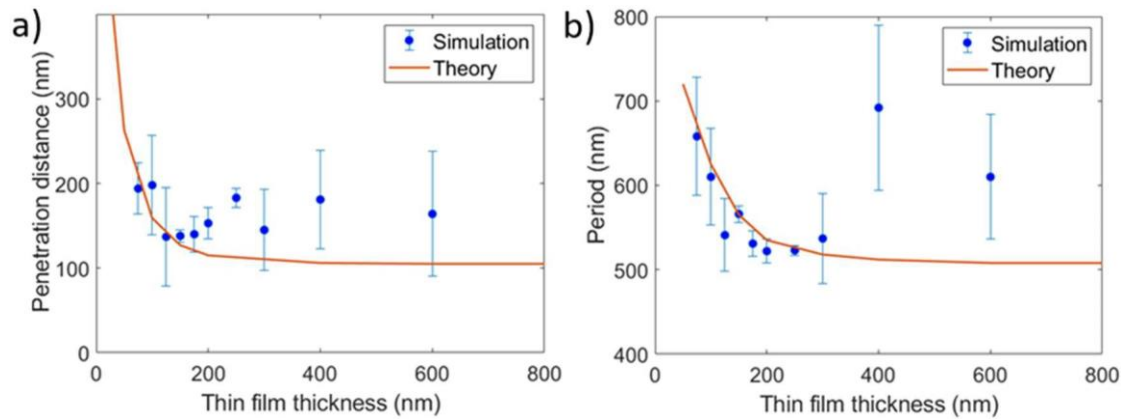 a)
Penetration distance (nm)
300
200
100
0
Simulation
Theory
0 200 400 600 800
Thin film thickness (nm)
b)
Period (nm)
800
700
600
500
400
Simulation
Theory
0 200 400 600 800
Thin film thickness (nm)